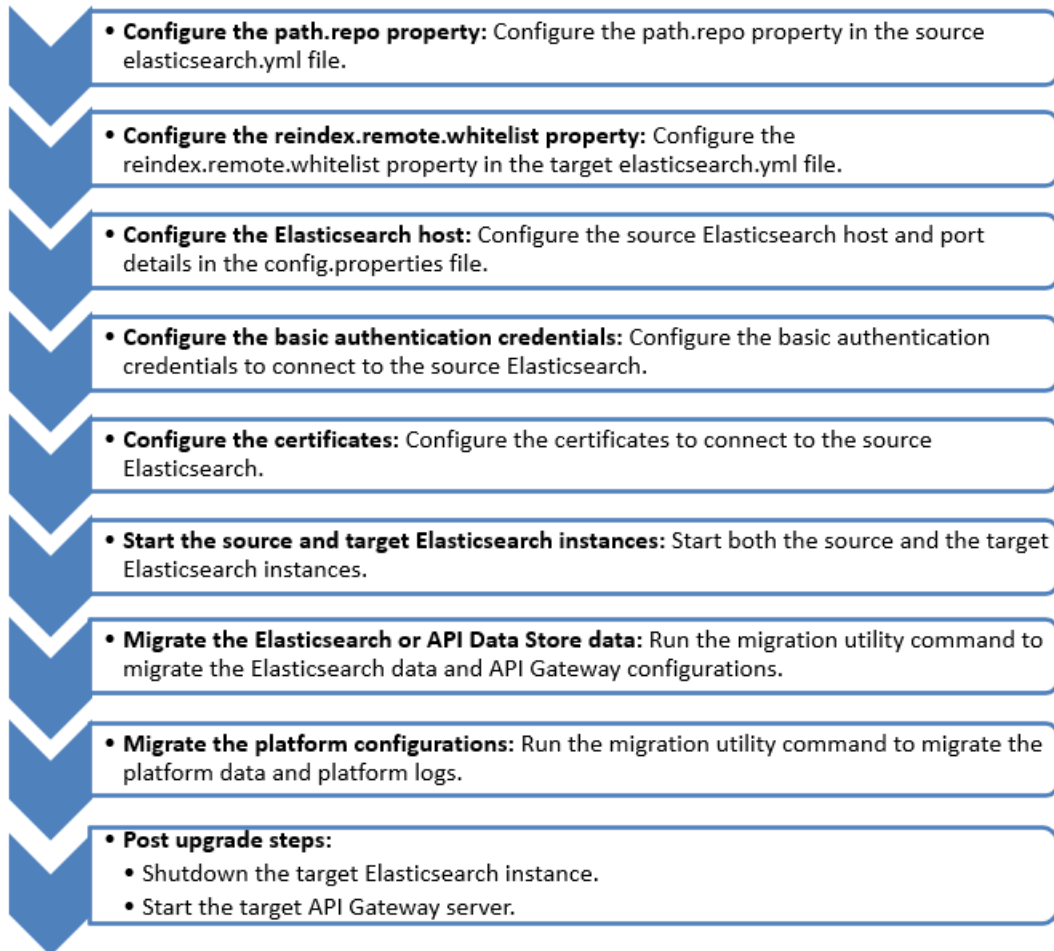 • Configure the path.repo property: Configure the path.repo property in the source
elasticsearch.yml file.
• Configure the reindex.remote.whitelist property: Configure the
reindex.remote.whitelist property in the target elasticsearch.yml file.
• Configure the Elasticsearch host: Configure the source Elasticsearch host and port
details in the config.properties file.
• Configure the basic authentication credentials: Configure the basic authentication
credentials to connect to the source Elasticsearch.
• Configure the certificates: Configure the certificates to connect to the source
Elasticsearch.
• Start the source and target Elasticsearch instances: Start both the source and the target
Elasticsearch instances.
• Migrate the Elasticsearch or API Data Store data: Run the migration utility command to
migrate the Elasticsearch data and API Gateway configurations.
• Migrate the platform configurations: Run the migration utility command to migrate the
platform data and platform logs.
• Post upgrade steps:
• Shutdown the target Elasticsearch instance.
• Start the target API Gateway server.